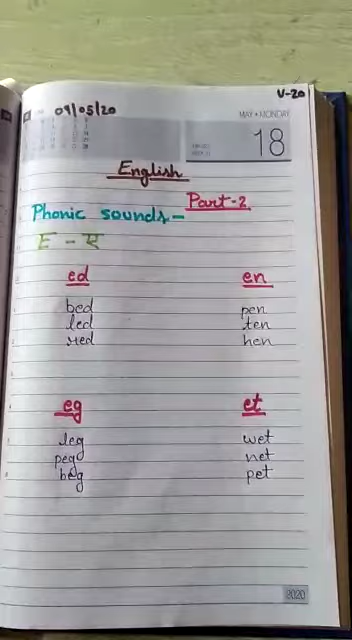 V-20
09/05/20
MAY • MONDAY
18
English
Part-2
Phonic sounds-
E - ए
ed en
bed pen
led ten
red hen
eg et
leg wet
peg net
beg pet
2020